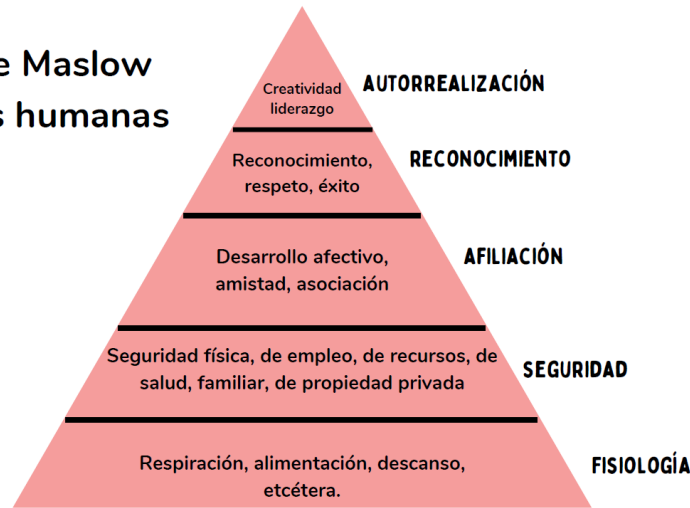 e Maslow
s humanas
Creatividad
liderazgo
AUTORREALIZACIÓN
Reconocimiento,
respeto, éxito
RECONOCIMIENTO
Desarrollo afectivo,
amistad, asociación
AFILIACIÓN
Seguridad física, de empleo, de recursos, de
salud, familiar, de propiedad privada
SEGURIDAD
Respiración, alimentación, descanso,
etcétera.
FISIOLOGÍA